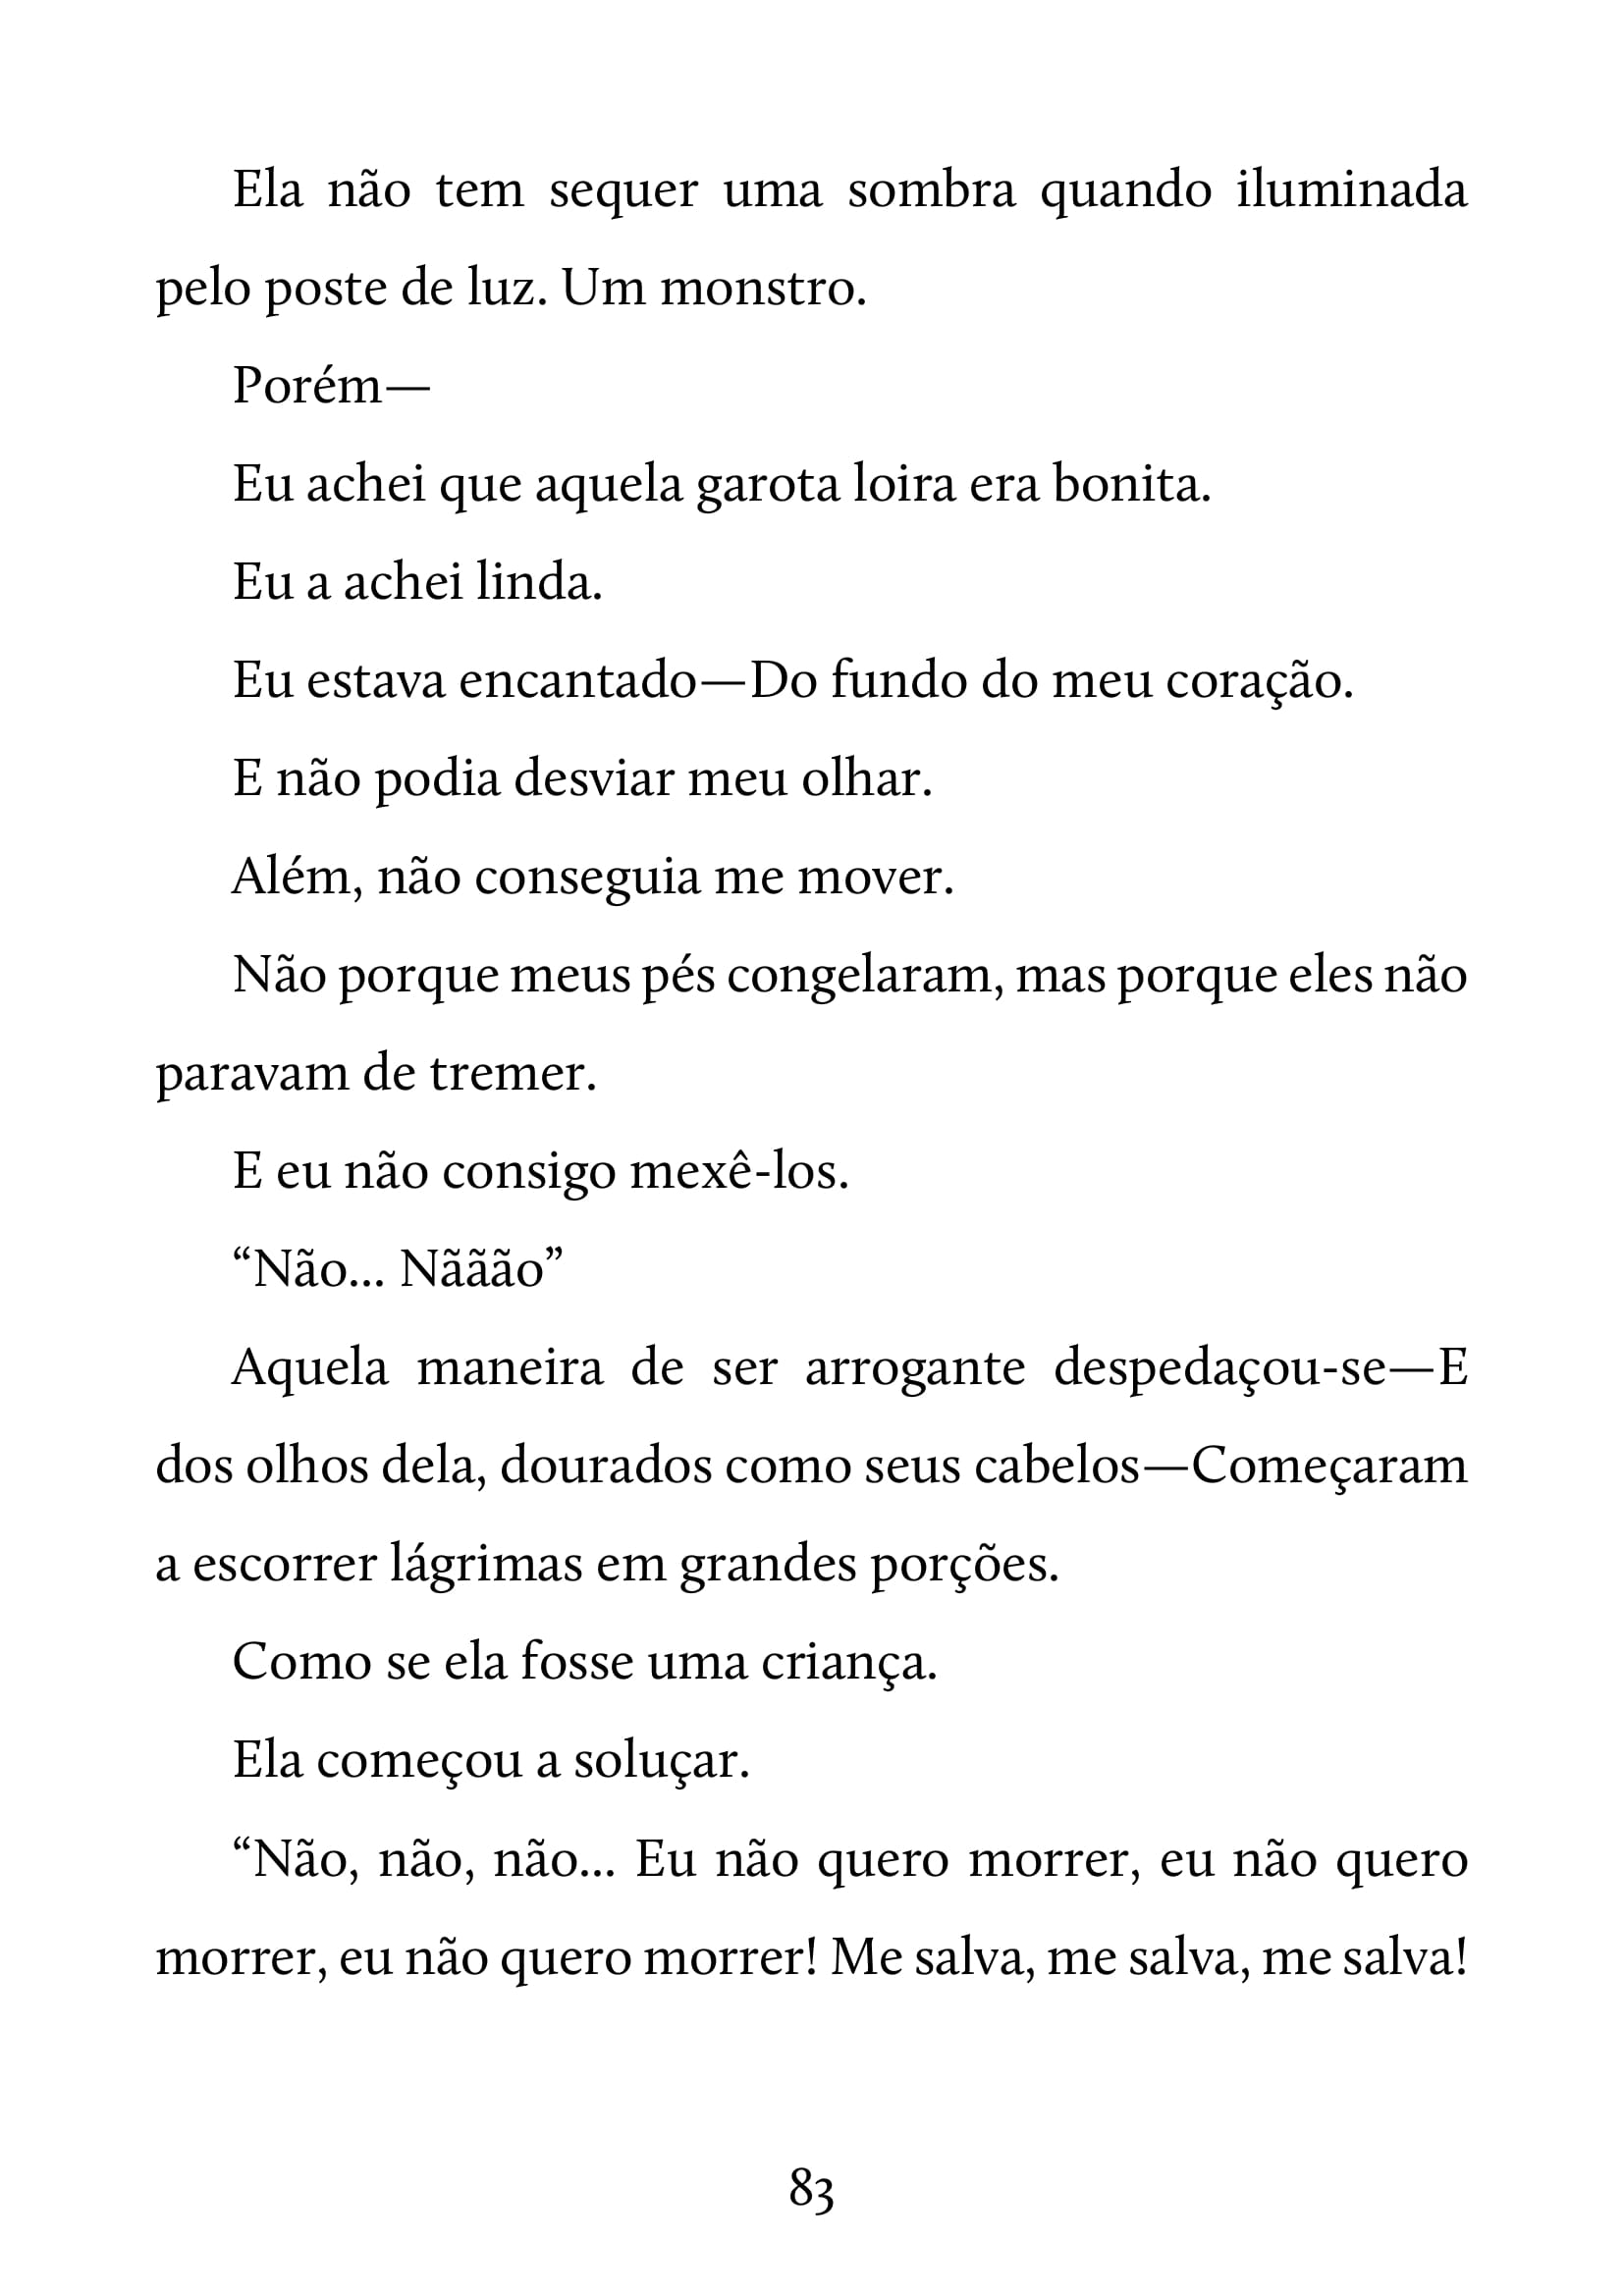 Ela não tem sequer uma sombra quando iluminada
pelo poste de luz. Um monstro.
Porém—
Eu achei que aquela garota loira era bonita.
Eu a achei linda.
Eu estava encantado—Do fundo do meu coração.
E não podia desviar meu olhar.
Além, não conseguia me mover.
Não porque meus pés congelaram, mas porque eles não
paravam de tremer.
E eu não consigo mexê-los.
“Não... Nããão”
Aquela maneira de ser arrogante despedaçou-se—E
dos olhos dela, dourados como seus cabelos—Começaram
a escorrer lágrimas em grandes porções.
Como se ela fosse uma criança.
Ela começou a soluçar.
“Não, não, não... Eu não quero morrer, eu não quero
morrer, eu não quero morrer! Me salva, me salva, me salva!
83